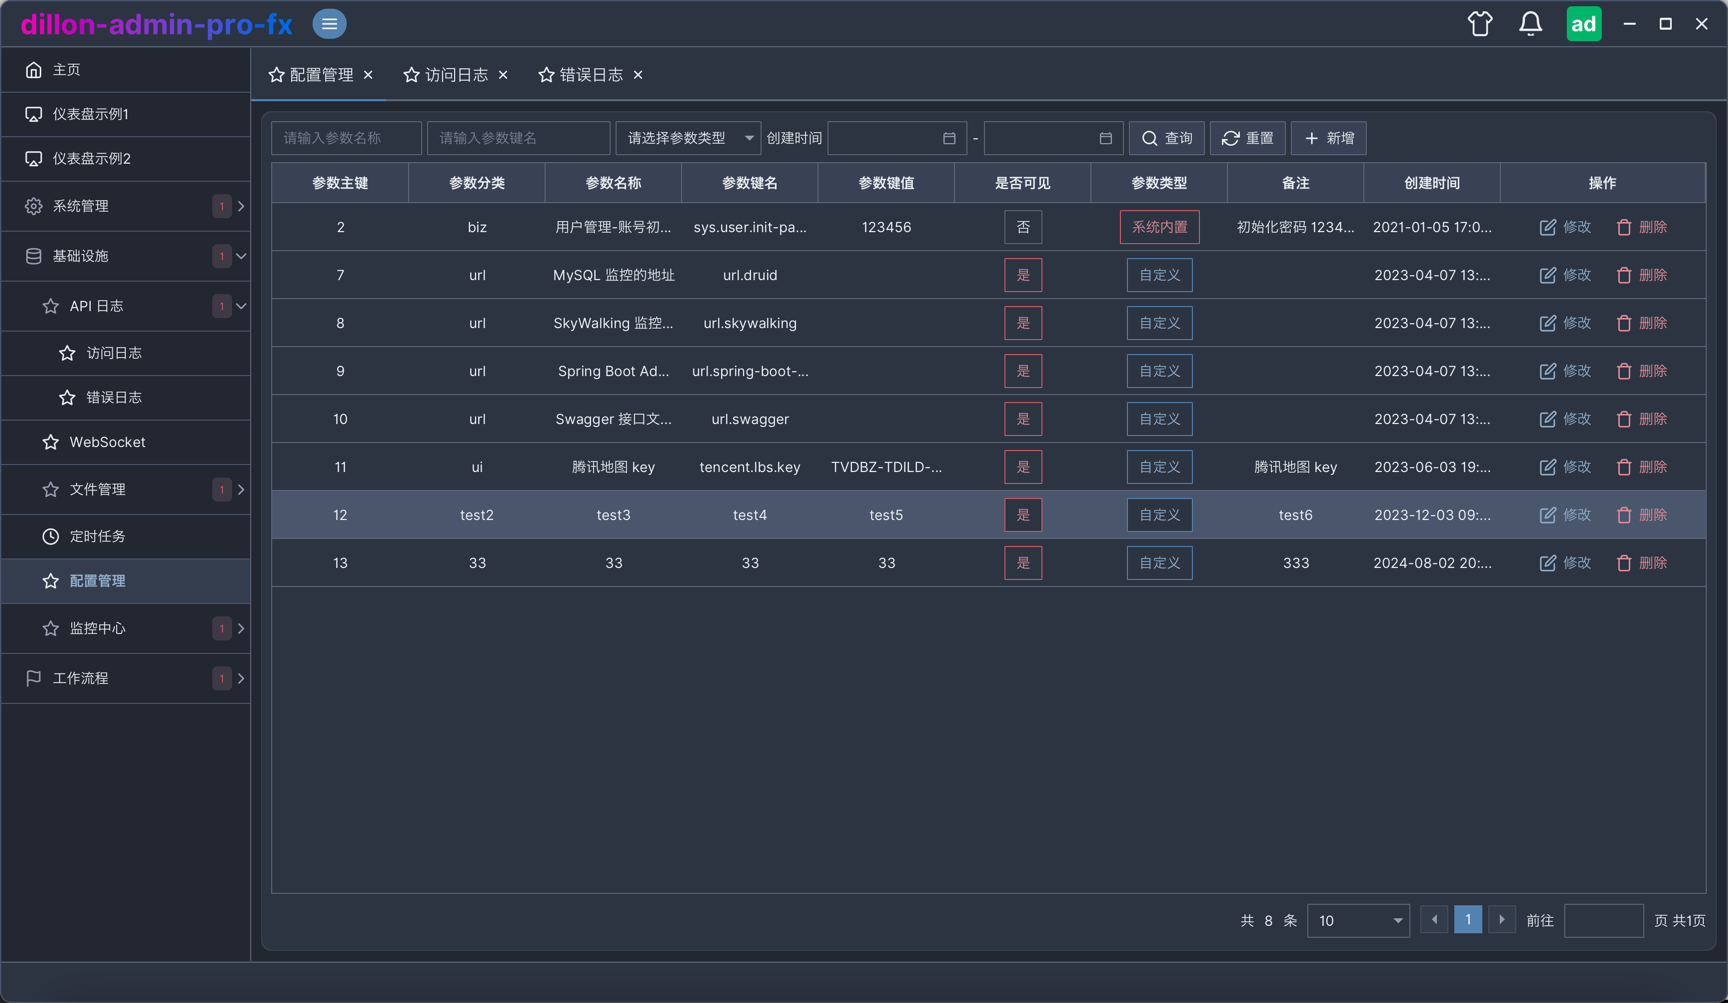 dillon-admin-pro-fx
ad
主页
仪表盘示例1
仪表盘示例2
系统管理 1
基础设施 1
API 日志 1
访问日志
错误日志
WebSocket
文件管理 1
定时任务
配置管理
监控中心 1
工作流程 1
配置管理 访问日志 错误日志
请输入参数名称 请输入参数键名 请选择参数类型 创建时间 - 查询 重置 新增
参数主键 参数分类 参数名称 参数键名 参数键值 是否可见 参数类型 备注 创建时间 操作
2 biz 用户管理-账号初... sys.user.init-pa... 123456 否 系统内置 初始化密码 1234... 2021-01-05 17:0... 修改 删除
7 url MySQL 监控的地址 url.druid 是 自定义 2023-04-07 13:... 修改 删除
8 url SkyWalking 监控... url.skywalking 是 自定义 2023-04-07 13:... 修改 删除
9 url Spring Boot Ad... url.spring-boot-... 是 自定义 2023-04-07 13:... 修改 删除
10 url Swagger 接口文... url.swagger 是 自定义 2023-04-07 13:... 修改 删除
11 ui 腾讯地图 key tencent.lbs.key TVDBZ-TDILD-... 是 自定义 腾讯地图 key 2023-06-03 19:... 修改 删除
12 test2 test3 test4 test5 是 自定义 test6 2023-12-03 09:... 修改 删除
13 33 33 33 33 是 自定义 333 2024-08-02 20:... 修改 删除
共 8 条 10 1 前往 页 共1页